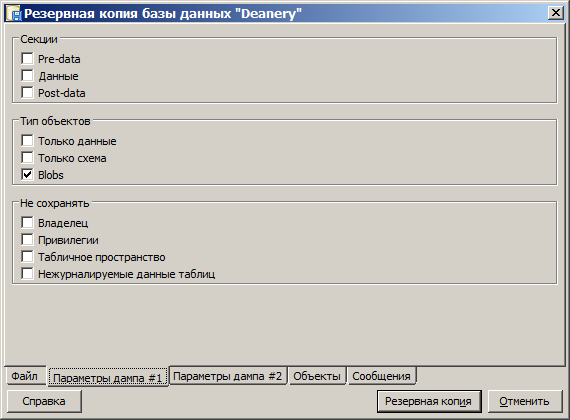 Резервная копия базы данных "Deanery"
Секции
Pre-data
Данные
Post-data
Тип объектов
Только данные
Только схема
Blobs
Не сохранять
Владелец
Привилегии
Табличное пространство
Нежурналируемые данные таблиц
Файл Параметры дампа #1 Параметры дампа #2 Объекты Сообщения
Справка Резервная копия Отменить